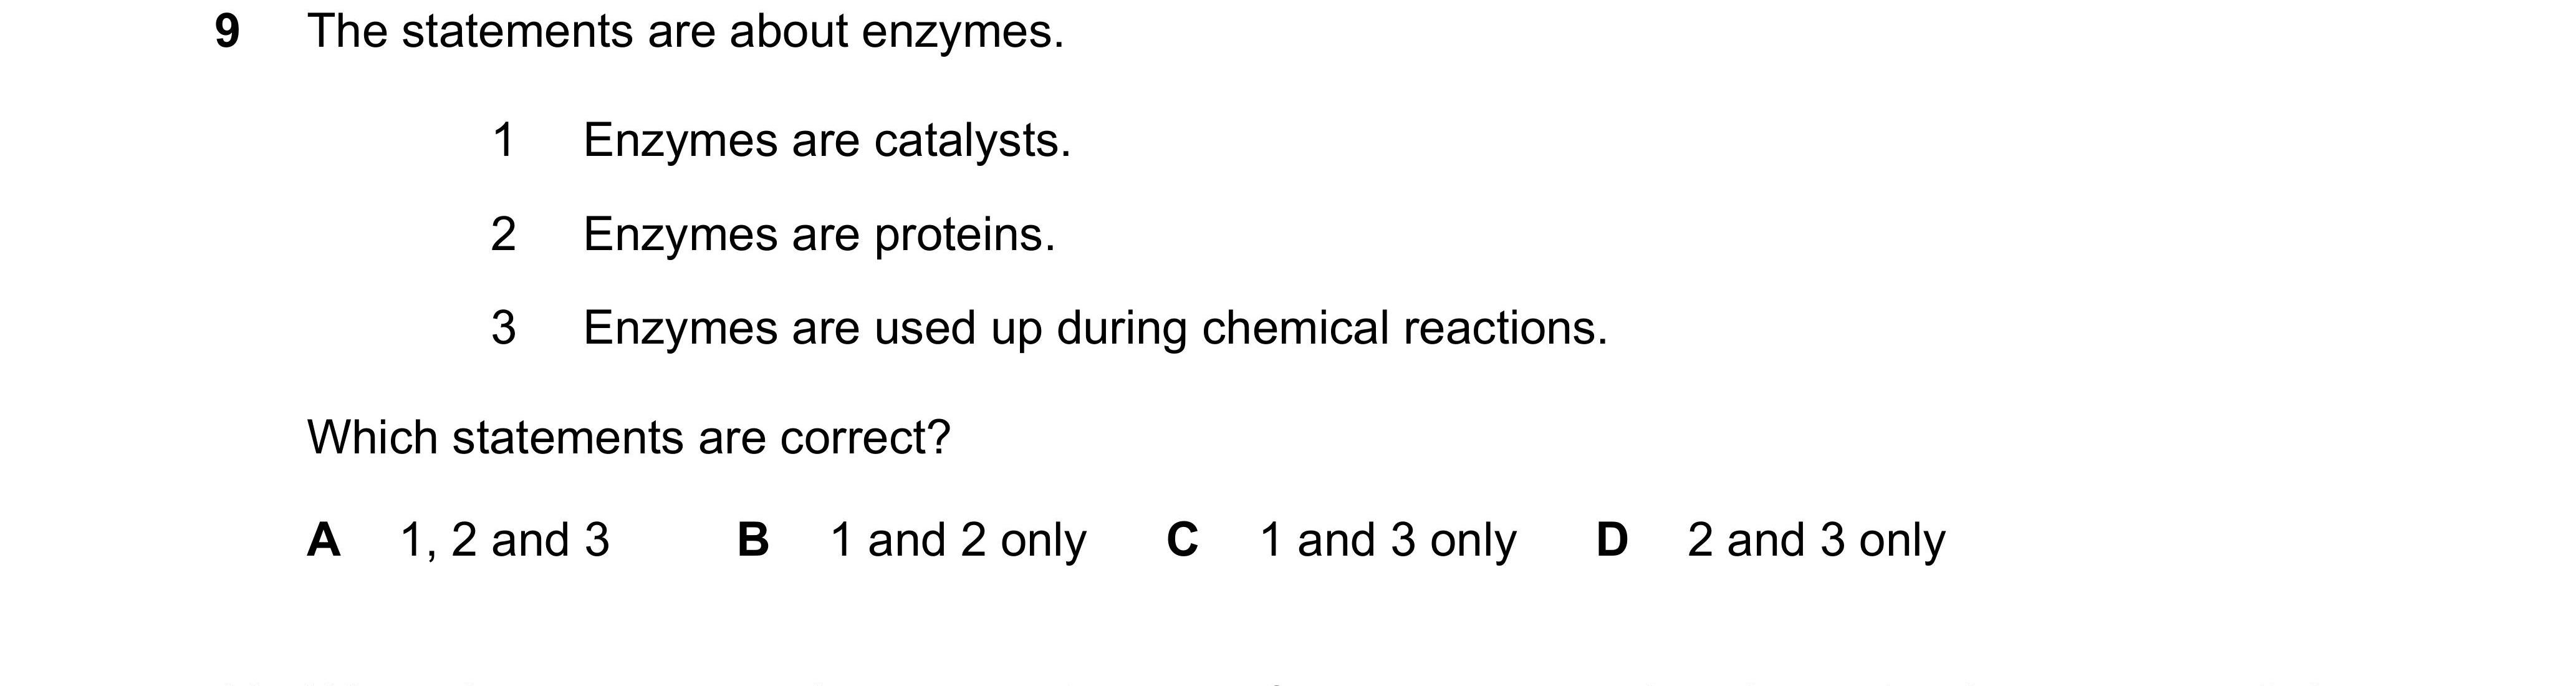 9 The statements are about enzymes.
1 Enzymes are catalysts.
2 Enzymes are proteins.
3 Enzymes are used up during chemical reactions.
Which statements are correct?
A 1, 2 and 3 B 1 and 2 only C 1 and 3 only D 2 and 3 only